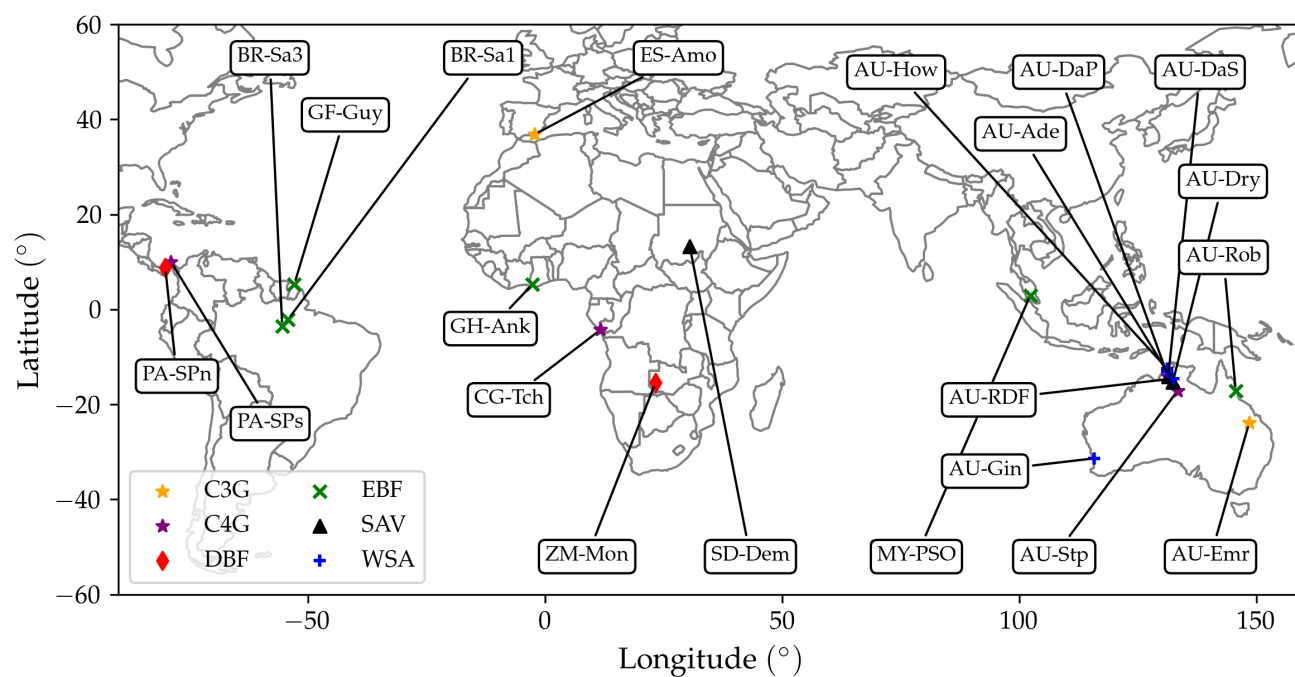 60
40
20
0
−20
−40
−60
Latitude (°)
BR-Sa3
BR-Sa1
ES-Amo
AU-How
AU-DaP
AU-DaS
GF-Guy
AU-Ade
AU-Dry
AU-Rob
GH-Ank
PA-SPn
CG-Tch
AU-RDF
PA-SPs
AU-Gin
ZM-Mon
SD-Dem
MY-PSO
AU-Stp
AU-Emr
C3G
C4G
DBF
EBF
SAV
WSA
−50
0
50
100
150
Longitude (°)